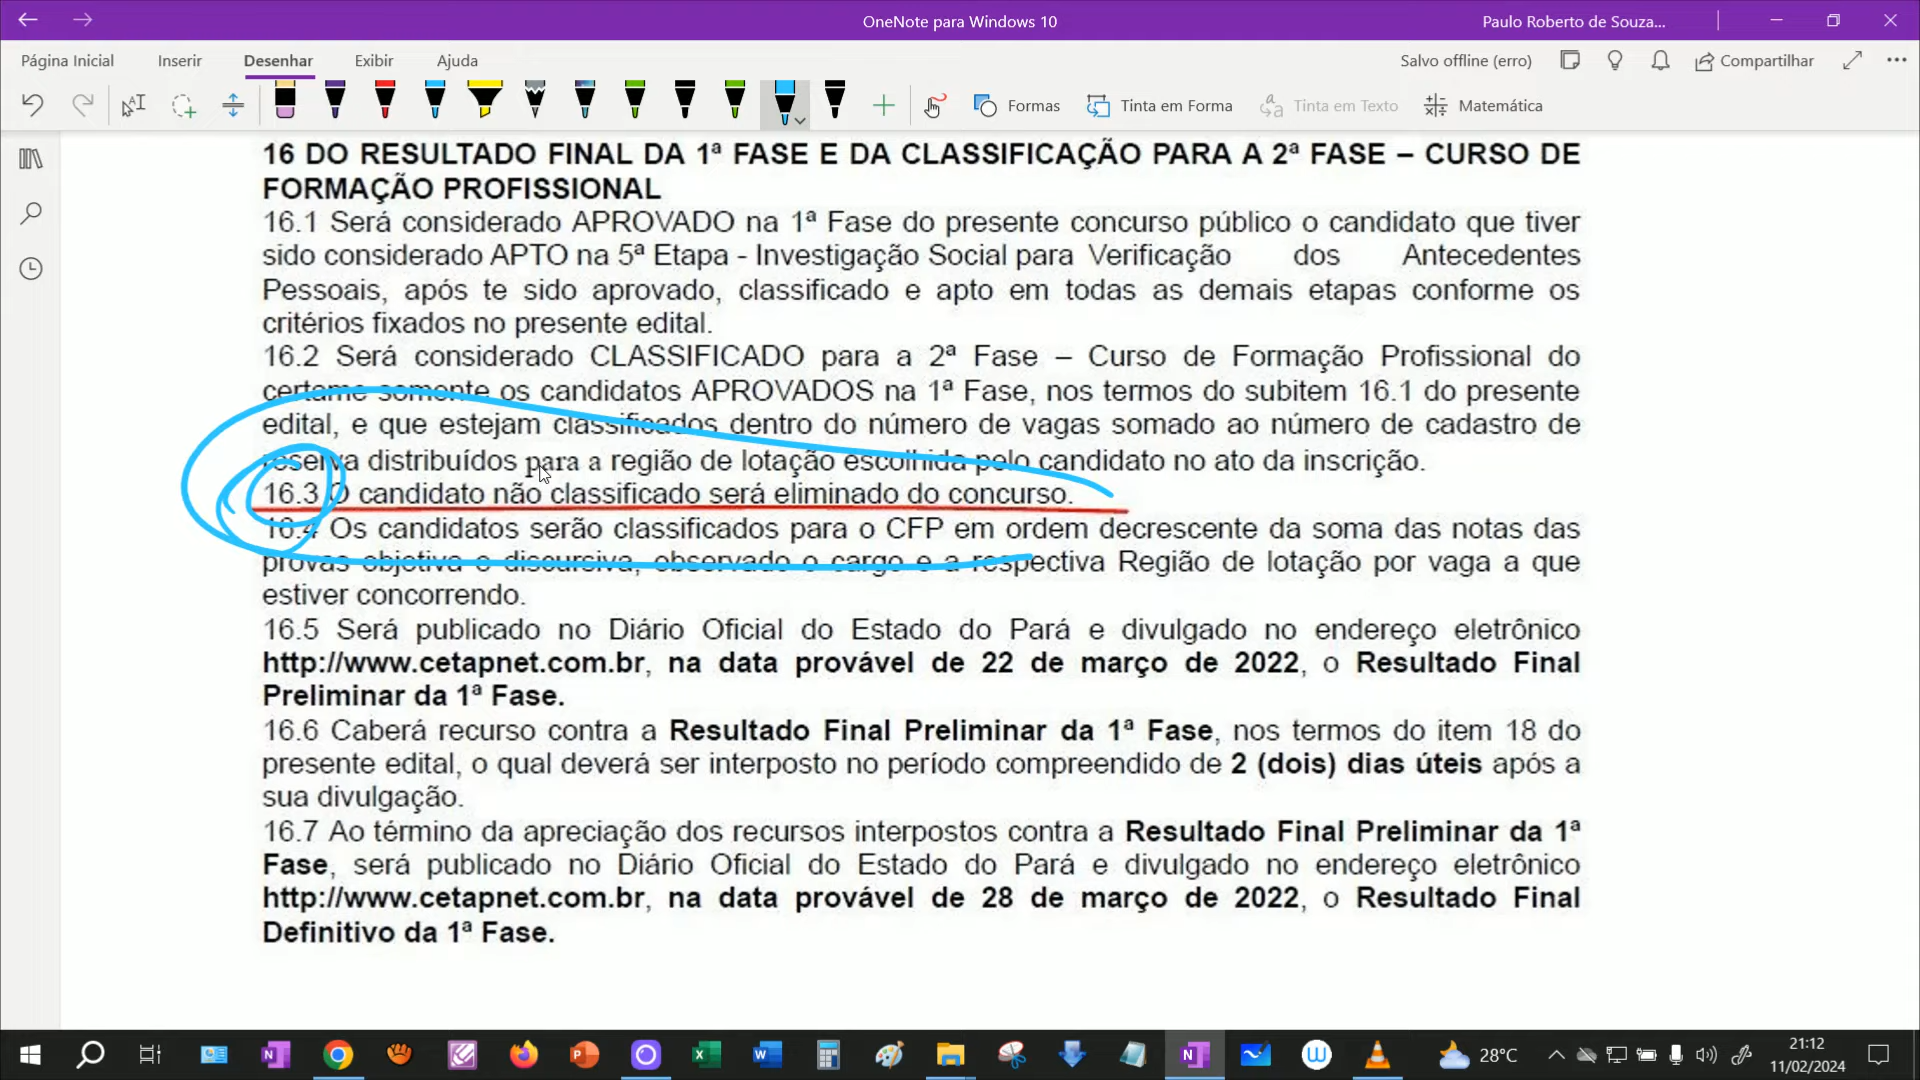 OneNote para Windows 10
Paulo Roberto de Souza...
Página Inicial
Inserir
Desenhar
Exibir
Ajuda
Salvo offline (erro)
Compartilhar
Formas
Tinta em Forma
Tinta em Texto
Matemática
16 DO RESULTADO FINAL DA 1ª FASE E DA CLASSIFICAÇÃO PARA A 2ª FASE – CURSO DE
FORMAÇÃO PROFISSIONAL
16.1 Será considerado APROVADO na 1ª Fase do presente concurso público o candidato que tiver
sido considerado APTO na 5ª Etapa - Investigação Social para Verificação dos Antecedentes
Pessoais, após te sido aprovado, classificado e apto em todas as demais etapas conforme os
critérios fixados no presente edital.
16.2 Será considerado CLASSIFICADO para a 2ª Fase – Curso de Formação Profissional do
certame somente os candidatos APROVADOS na 1ª Fase, nos termos do subitem 16.1 do presente
edital, e que estejam classificados dentro do número de vagas somado ao número de cadastro de
reserva distribuídos para a região de lotação escolhida pelo candidato no ato da inscrição.
16.3 O candidato não classificado será eliminado do concurso.
16.4 Os candidatos serão classificados para o CFP em ordem decrescente da soma das notas das
provas objetiva e discursiva, observado o cargo e a respectiva Região de lotação por vaga a que
estiver concorrendo.
16.5 Será publicado no Diário Oficial do Estado do Pará e divulgado no endereço eletrônico
http://www.cetapnet.com.br, na data provável de 22 de março de 2022, o Resultado Final
Preliminar da 1ª Fase.
16.6 Caberá recurso contra a Resultado Final Preliminar da 1ª Fase, nos termos do item 18 do
presente edital, o qual deverá ser interposto no período compreendido de 2 (dois) dias úteis após a
sua divulgação.
16.7 Ao término da apreciação dos recursos interpostos contra a Resultado Final Preliminar da 1ª
Fase, será publicado no Diário Oficial do Estado do Pará e divulgado no endereço eletrônico
http://www.cetapnet.com.br, na data provável de 28 de março de 2022, o Resultado Final
Definitivo da 1ª Fase.
28°C
21:12
11/02/2024